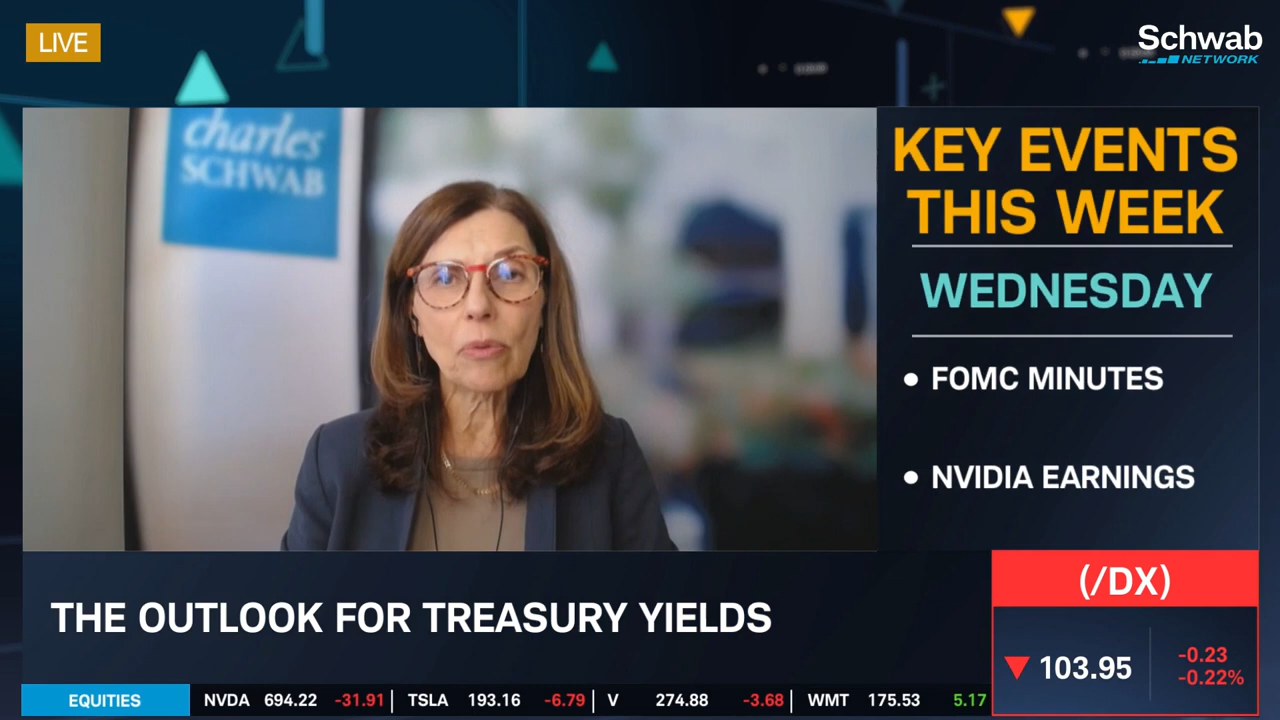 LIVE
Schwab
NETWORK
charles
SCHWAB
KEY EVENTS
THIS WEEK
WEDNESDAY
• FOMC MINUTES
• NVIDIA EARNINGS
THE OUTLOOK FOR TREASURY YIELDS
(/DX)
103.95
-0.23
-0.22%
EQUITIES NVDA 694.22 -31.91 TSLA 193.16 -6.79 V 274.88 -3.68 WMT 175.53 5.17